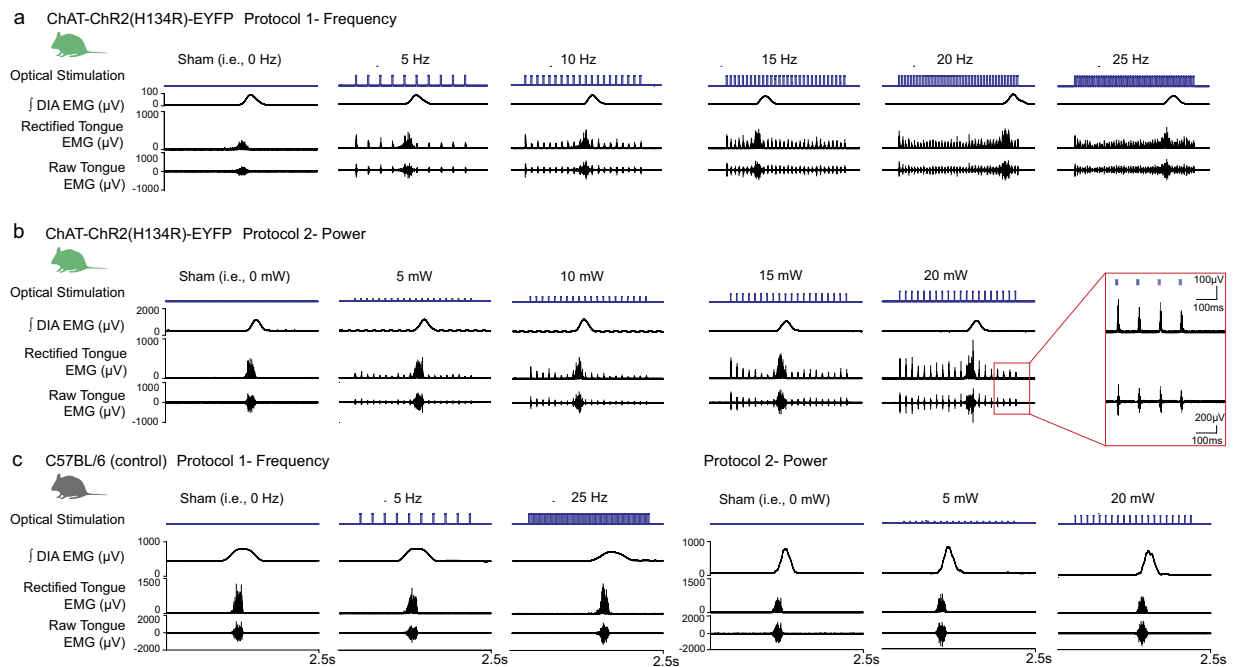 a ChAT-ChR2(H134R)-EYFP Protocol 1- Frequency
Sham (i.e., 0 Hz) 5 Hz 10 Hz 15 Hz 20 Hz 25 Hz
Optical Stimulation
∫ DIA EMG (µV) 100 0
Rectified Tongue EMG (µV) 1000 0
Raw Tongue EMG (µV) 1000 0 -1000
b ChAT-ChR2(H134R)-EYFP Protocol 2- Power
Sham (i.e., 0 mW) 5 mW 10 mW 15 mW 20 mW
Optical Stimulation
∫ DIA EMG (µV) 2000 0
Rectified Tongue EMG (µV) 1000 0
Raw Tongue EMG (µV) 1000 0 -1000
100µV
100ms
200µV
100ms
c C57BL/6 (control) Protocol 1- Frequency Protocol 2- Power
Sham (i.e., 0 Hz) 5 Hz 25 Hz Sham (i.e., 0 mW) 5 mW 20 mW
Optical Stimulation
∫ DIA EMG (µV) 1000 0 1000 0
Rectified Tongue EMG (µV) 1500 0 1500 0
Raw Tongue EMG (µV) 2000 0 -2000 2000 0 -2000
2.5s 2.5s 2.5s 2.5s 2.5s 2.5s